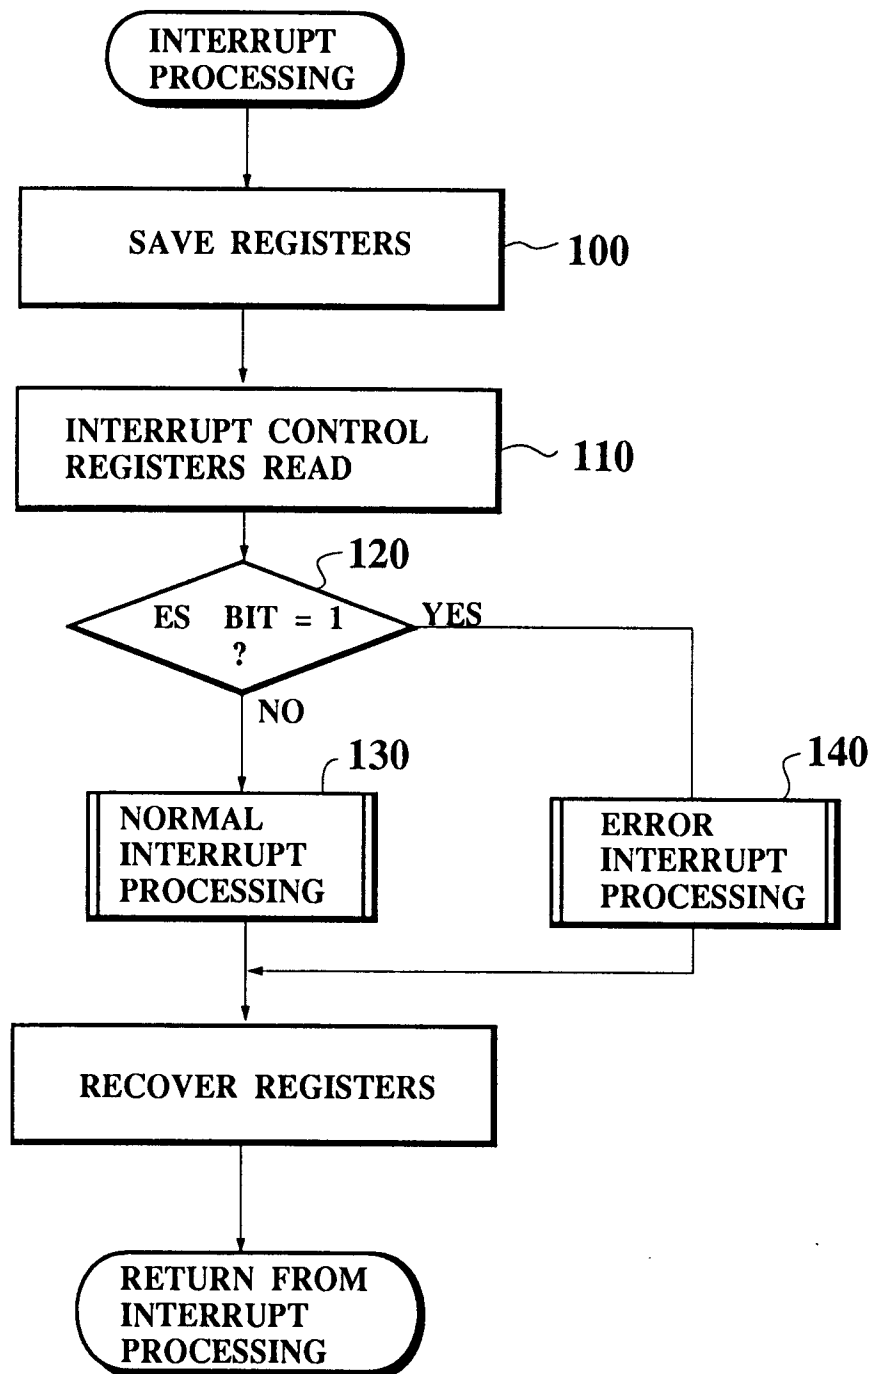 INTERRUPT
PROCESSING
SAVE REGISTERS
100
INTERRUPT CONTROL
REGISTERS READ
110
120
ES BIT = 1
?
YES
NO
130
140
NORMAL
INTERRUPT
PROCESSING
ERROR
INTERRUPT
PROCESSING
RECOVER REGISTERS
RETURN FROM
INTERRUPT
PROCESSING